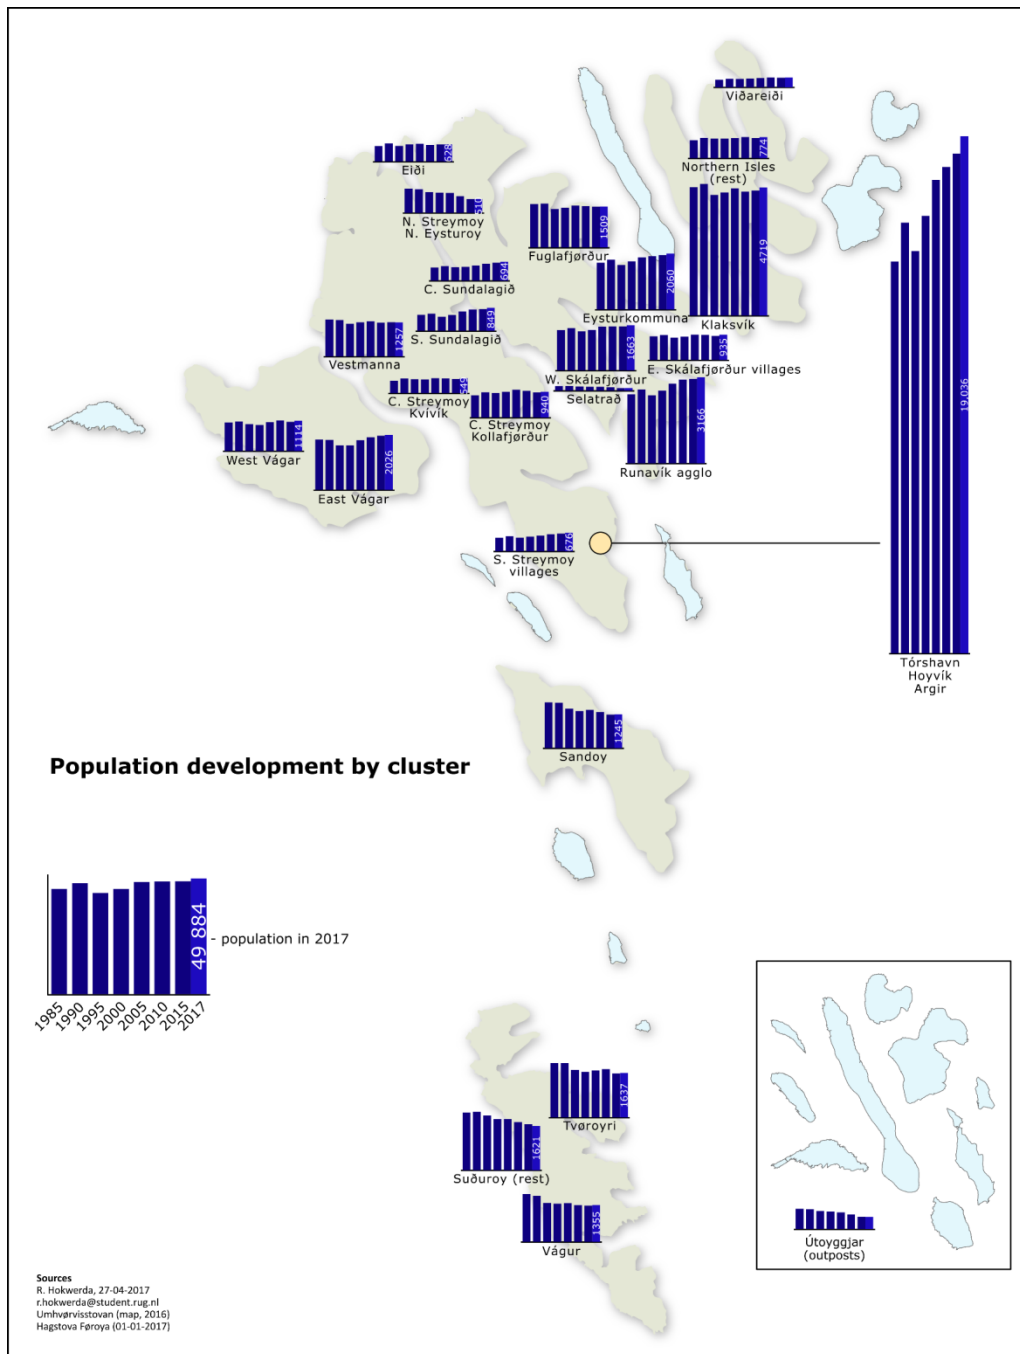 Viðareiði
774
Northern Isles
(rest)
628
Eiði
510
N. Streymoy
N. Eysturoy
1509
Fuglafjørður
694
C. Sundalagið
2060
Eysturkommuna
4719
Klaksvík
849
S. Sundalagið
1257
Vestmanna
1663
W. Skálafjørður
935
E. Skálafjørður villages
Selatrað
549
C. Streymoy
Kvívík
940
C. Streymoy
Kollafjørður
3166
Runavík agglo
1114
West Vágar
2026
East Vágar
676
S. Streymoy
villages
19,036
Tórshavn
Hoyvík
Argir
1245
Sandoy
Population development by cluster
49 884
- population in 2017
1985
1990
1995
2000
2005
2010
2015
2017
1637
Tvøroyri
1621
Suðuroy (rest)
1355
Vágur
Útoyggjar
(outposts)
Sources
R. Hokwerda, 27-04-2017
r.hokwerda@student.rug.nl
Umhvørvisstovan (map, 2016)
Hagstova Føroya (01-01-2017)